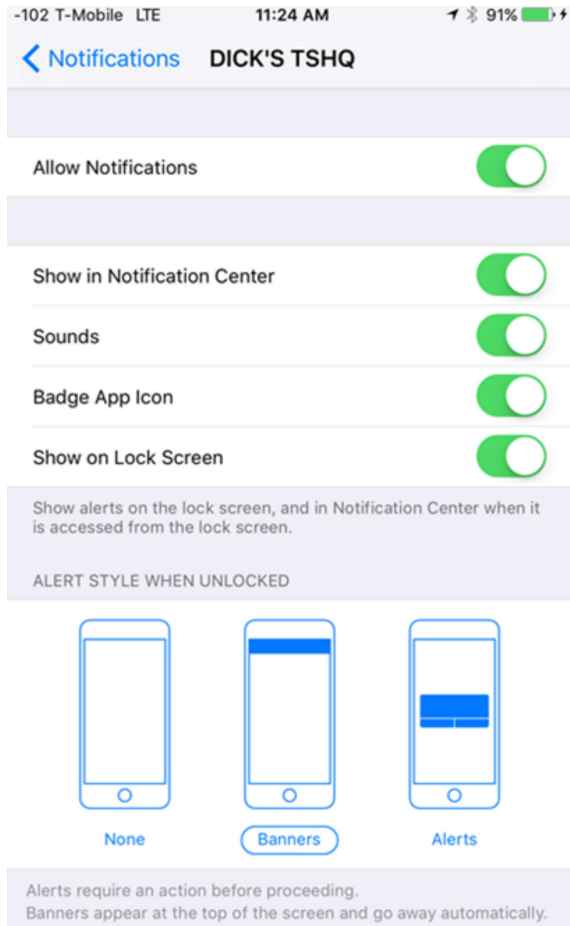 -102 T-Mobile LTE 11:24 AM 91%
Notifications DICK'S TSHQ
Allow Notifications
Show in Notification Center
Sounds
Badge App Icon
Show on Lock Screen
Show alerts on the lock screen, and in Notification Center when it
is accessed from the lock screen.
ALERT STYLE WHEN UNLOCKED
None Banners Alerts
Alerts require an action before proceeding.
Banners appear at the top of the screen and go away automatically.